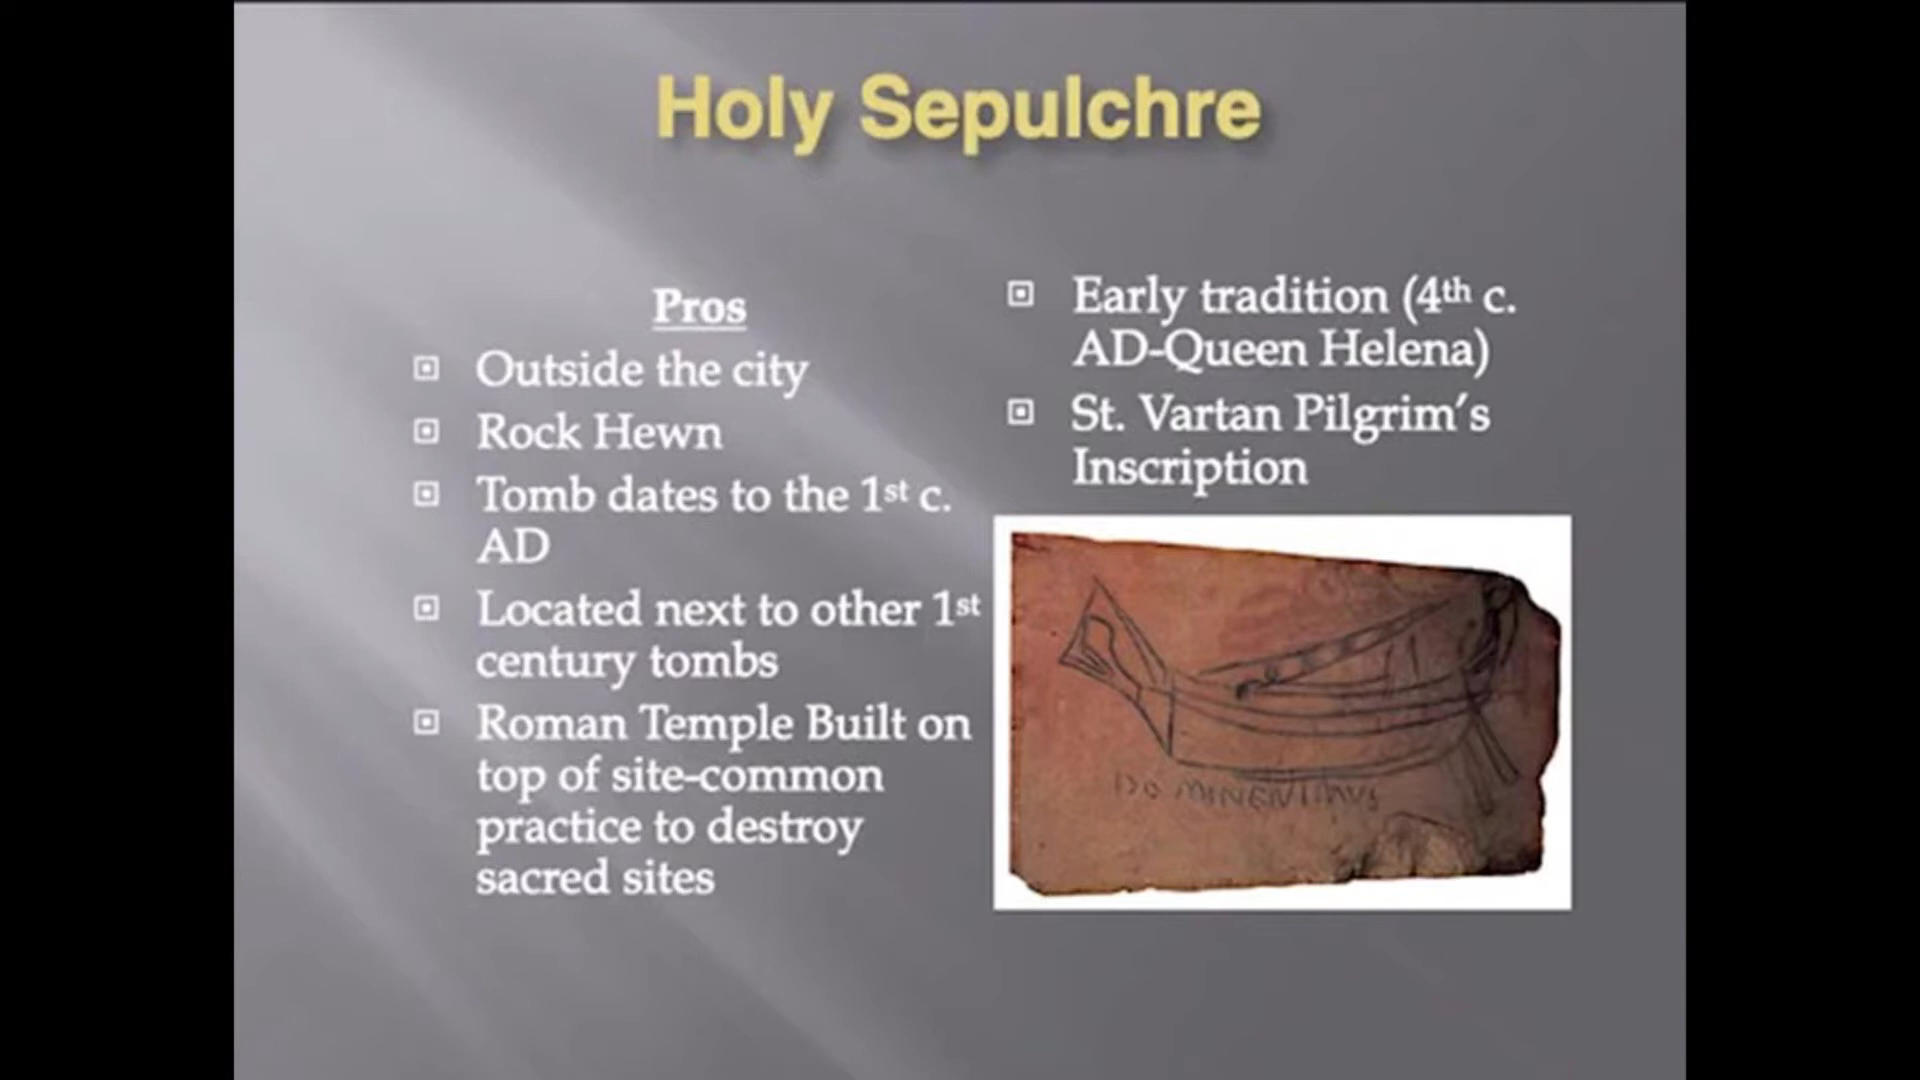 Holy Sepulchre
Pros
Outside the city
Rock Hewn
Tomb dates to the 1st c.
AD
Located next to other 1st
century tombs
Roman Temple Built on
top of site-common
practice to destroy
sacred sites
Early tradition (4th c.
AD-Queen Helena)
St. Vartan Pilgrim's
Inscription